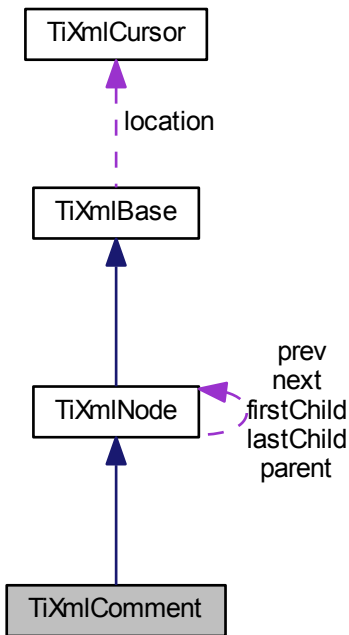 TiXmlCursor
location
TiXmlBase
prev
next
firstChild
lastChild
parent
TiXmlNode
TiXmlComment